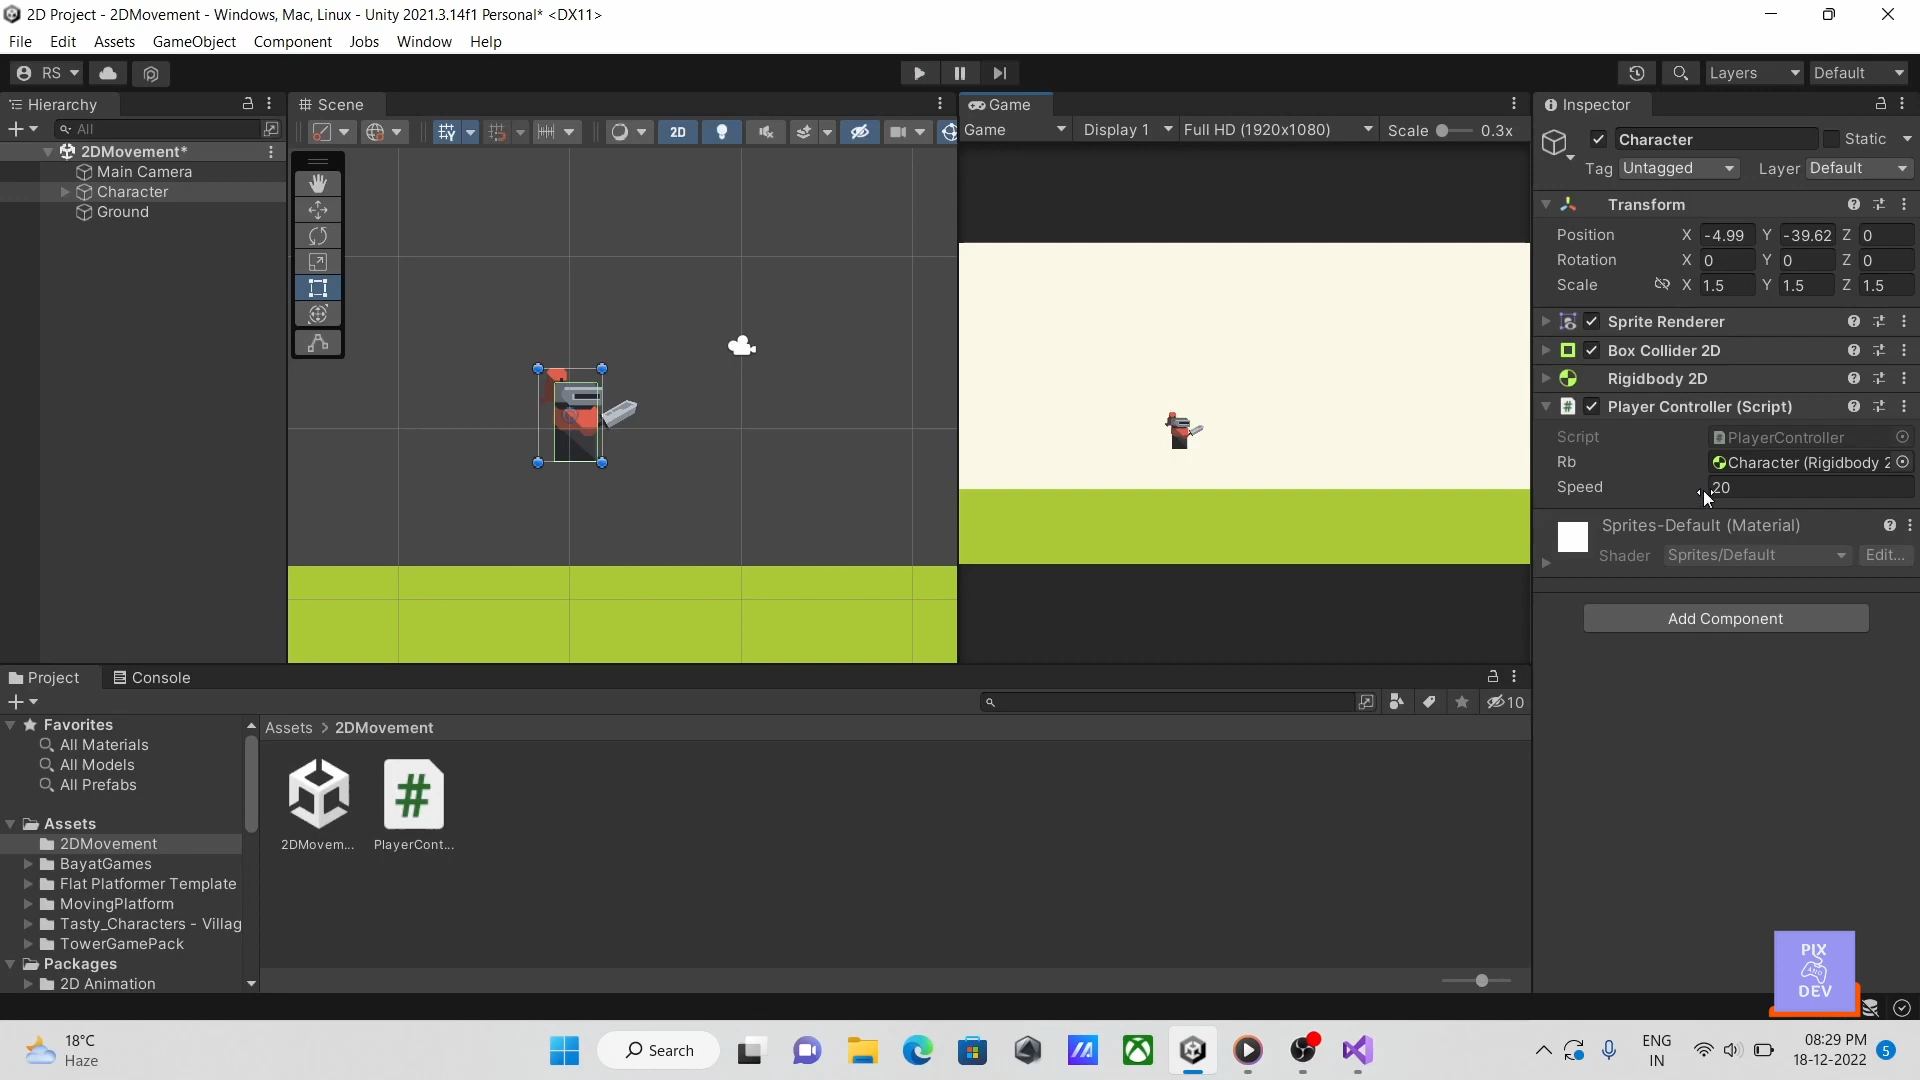 2D Project - 2DMovement - Windows, Mac, Linux - Unity 2021.3.14f1 Personal* <DX11>
File Edit Assets GameObject Component Jobs Window Help
RS Layers Default
Hierarchy
All
2DMovement*
Main Camera
Character
Ground
Scene
2D
Game
Game Display 1 Full HD (1920x1080) Scale 0.3x
Inspector
Character Static
Tag Untagged Layer Default
Transform
Position X -4.99 Y -39.62 Z 0
Rotation X 0 Y 0 Z 0
Scale X 1.5 Y 1.5 Z 1.5
Sprite Renderer
Box Collider 2D
Rigidbody 2D
# Player Controller (Script)
Script PlayerController
Rb Character (Rigidbody 2
Speed 20
Sprites-Default (Material)
Shader Sprites/Default Edit...
Add Component
Project Console
10
Favorites
All Materials
All Models
All Prefabs
Assets
2DMovement
BayatGames
Flat Platformer Template
MovingPlatform
Tasty_Characters - Villag
TowerGamePack
Packages
2D Animation
Assets > 2DMovement
#
2DMovem... PlayerCont...
PIX
AND
DEV
18°C
Haze
Search
ENG
IN
08:29 PM
18-12-2022
5